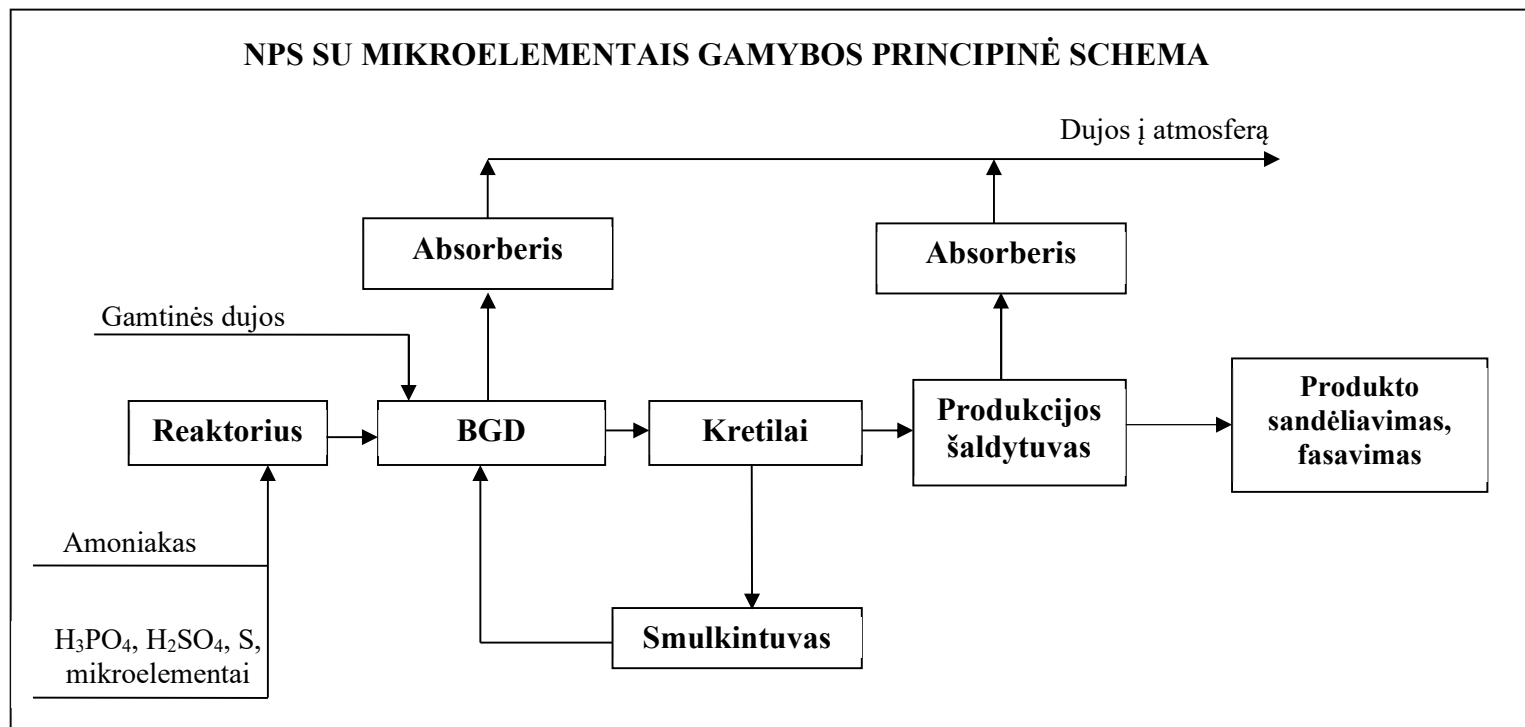 NPS SU MIKROELEMENTAIS GAMYBOS PRINCIPINĖ SCHEMA
Dujos į atmosferą
Absorberis
Absorberis
Gamtinės dujos
Reaktorius
BGD
Kretilai
Produkcijos
šaldytuvas
Produkto
sandėliavimas,
fasavimas
Amoniakas
H₃PO₄, H₂SO₄, S,
mikroelementai
Smulkintuvas